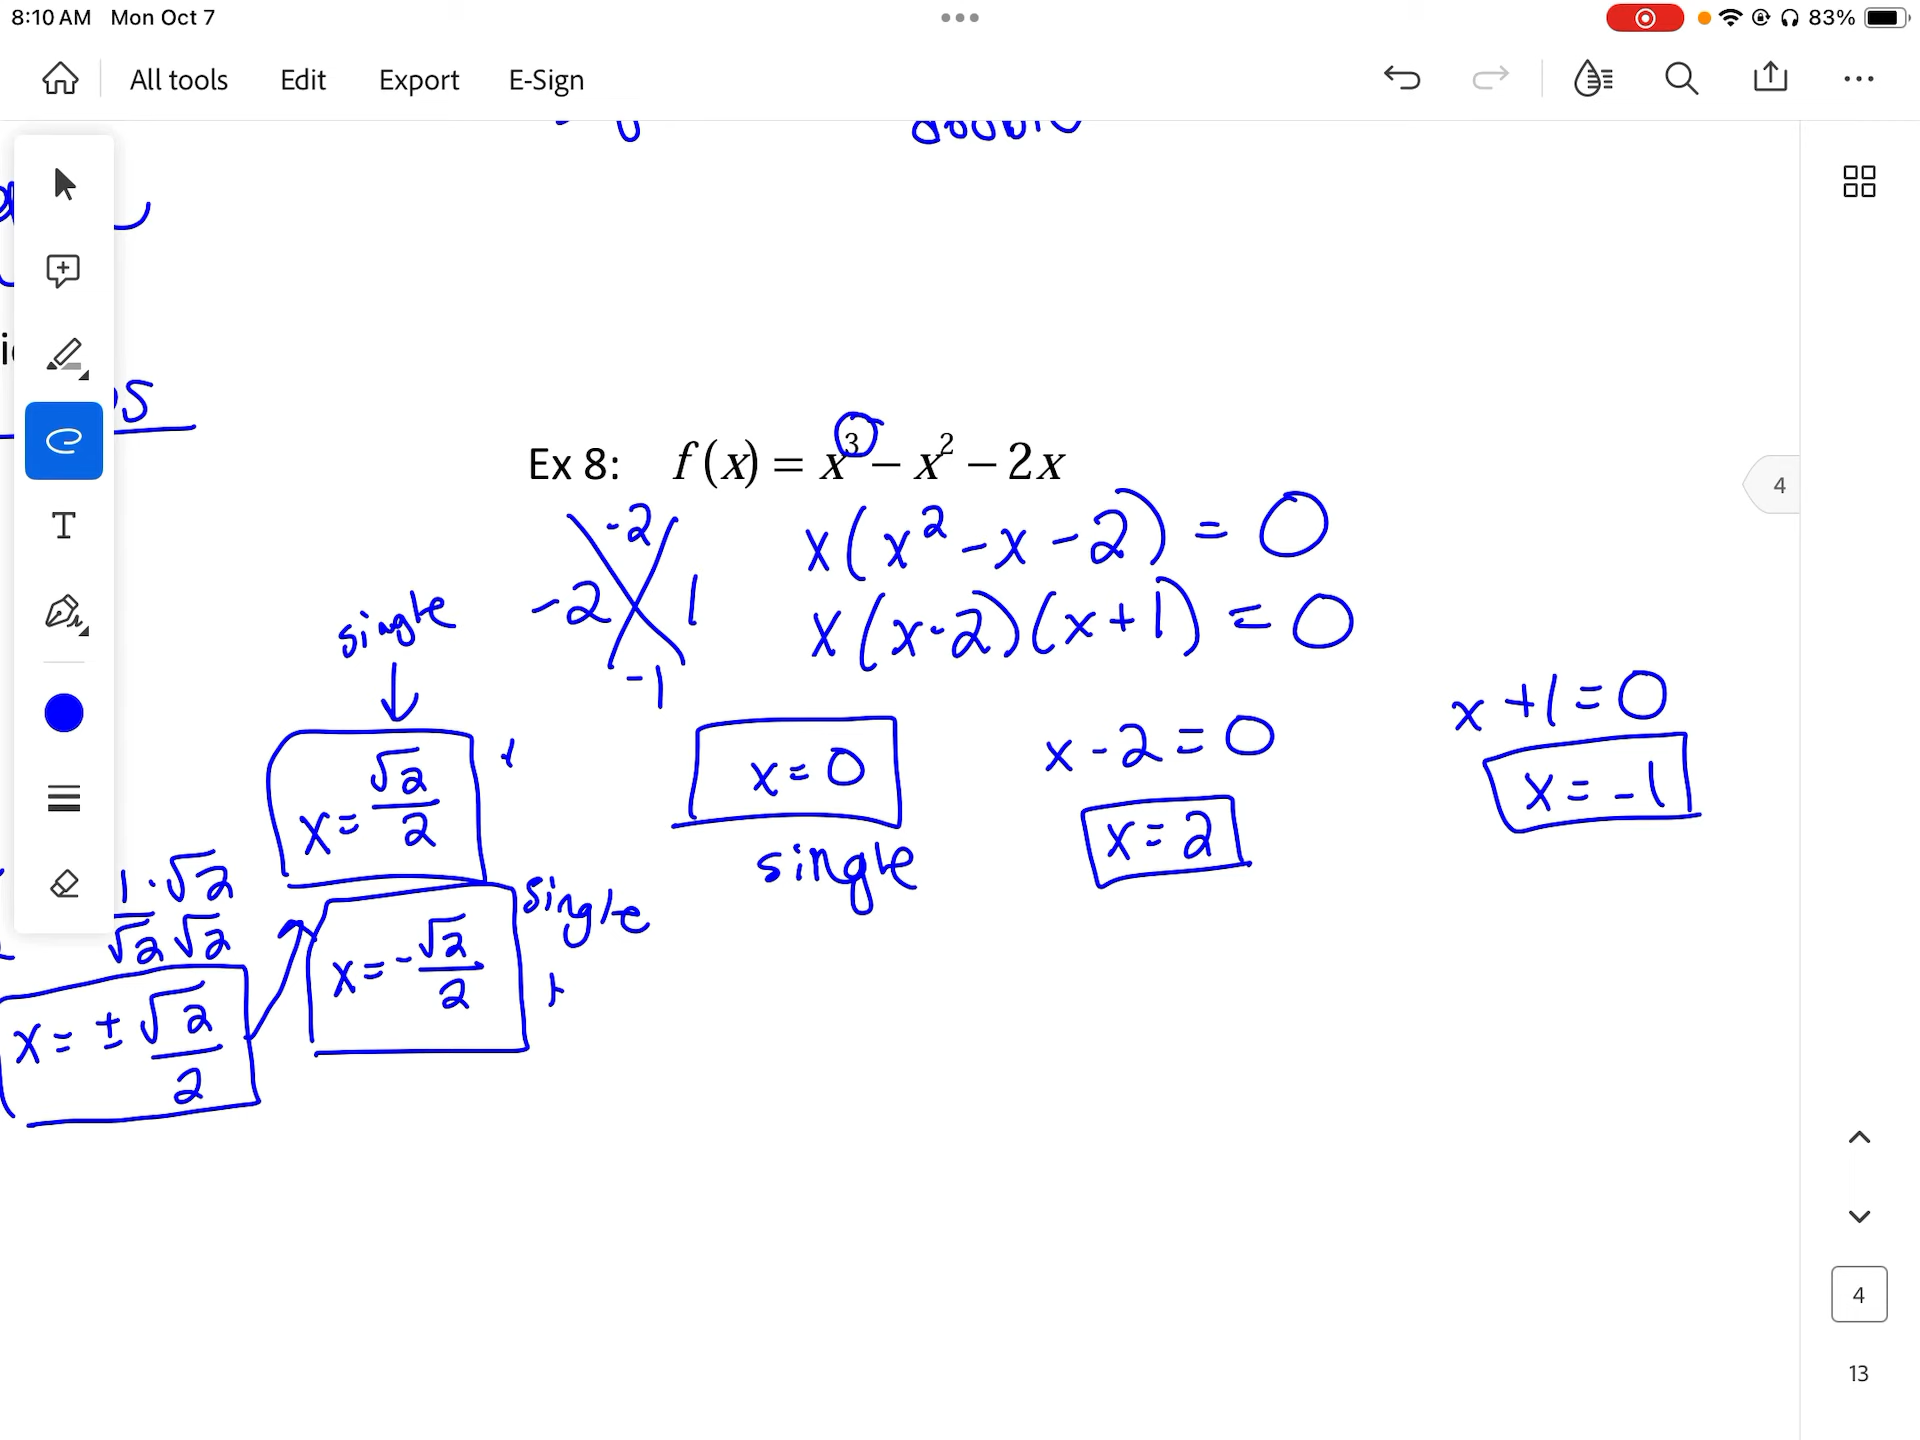 8:10 AM Mon Oct 7
83%
All tools Edit Export E-Sign
double
s
Ex 8: f(x) = x³ − x² − 2x
4
-2
-2 1
-1
x(x² - x - 2) = 0
x(x-2)(x+1) = 0
single
x = √2/2
x = 0
single
x - 2 = 0
x = 2
x + 1 = 0
x = -1
1·√2
√2 √2
x = -√2/2
single
x = ±√2/2
4
13